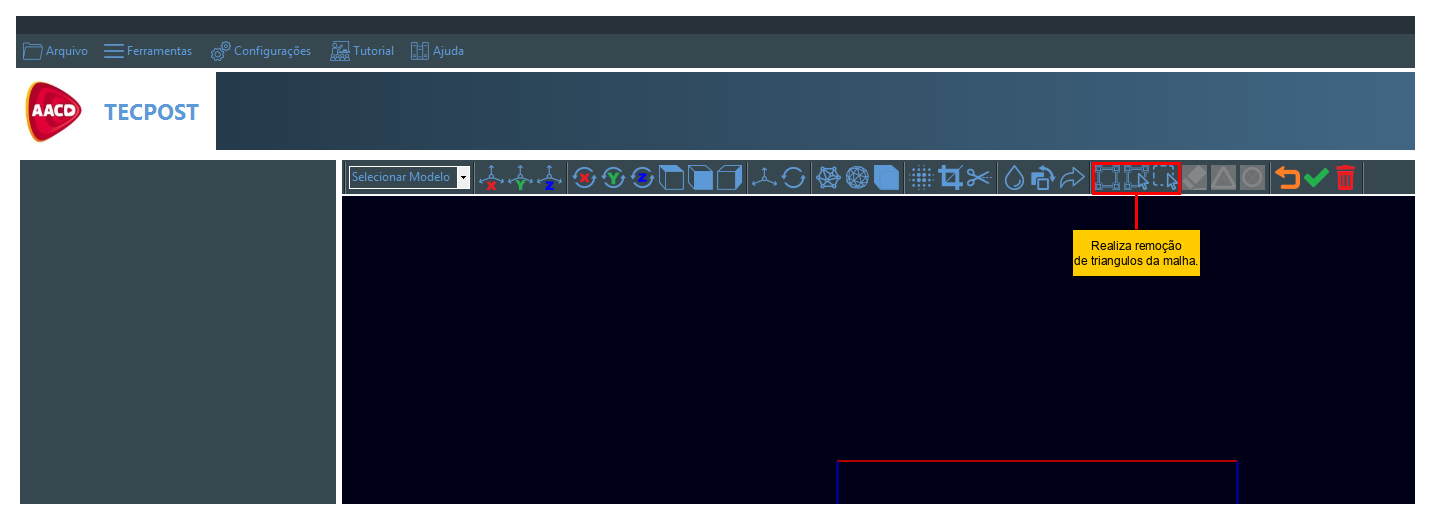 Arquivo
Ferramentas
Configurações
Tutorial
Ajuda
AACD
TECPOST
Selecionar Modelo
X
Y
Z
X
Y
Z
Realiza remoção
de triangulos da malha.